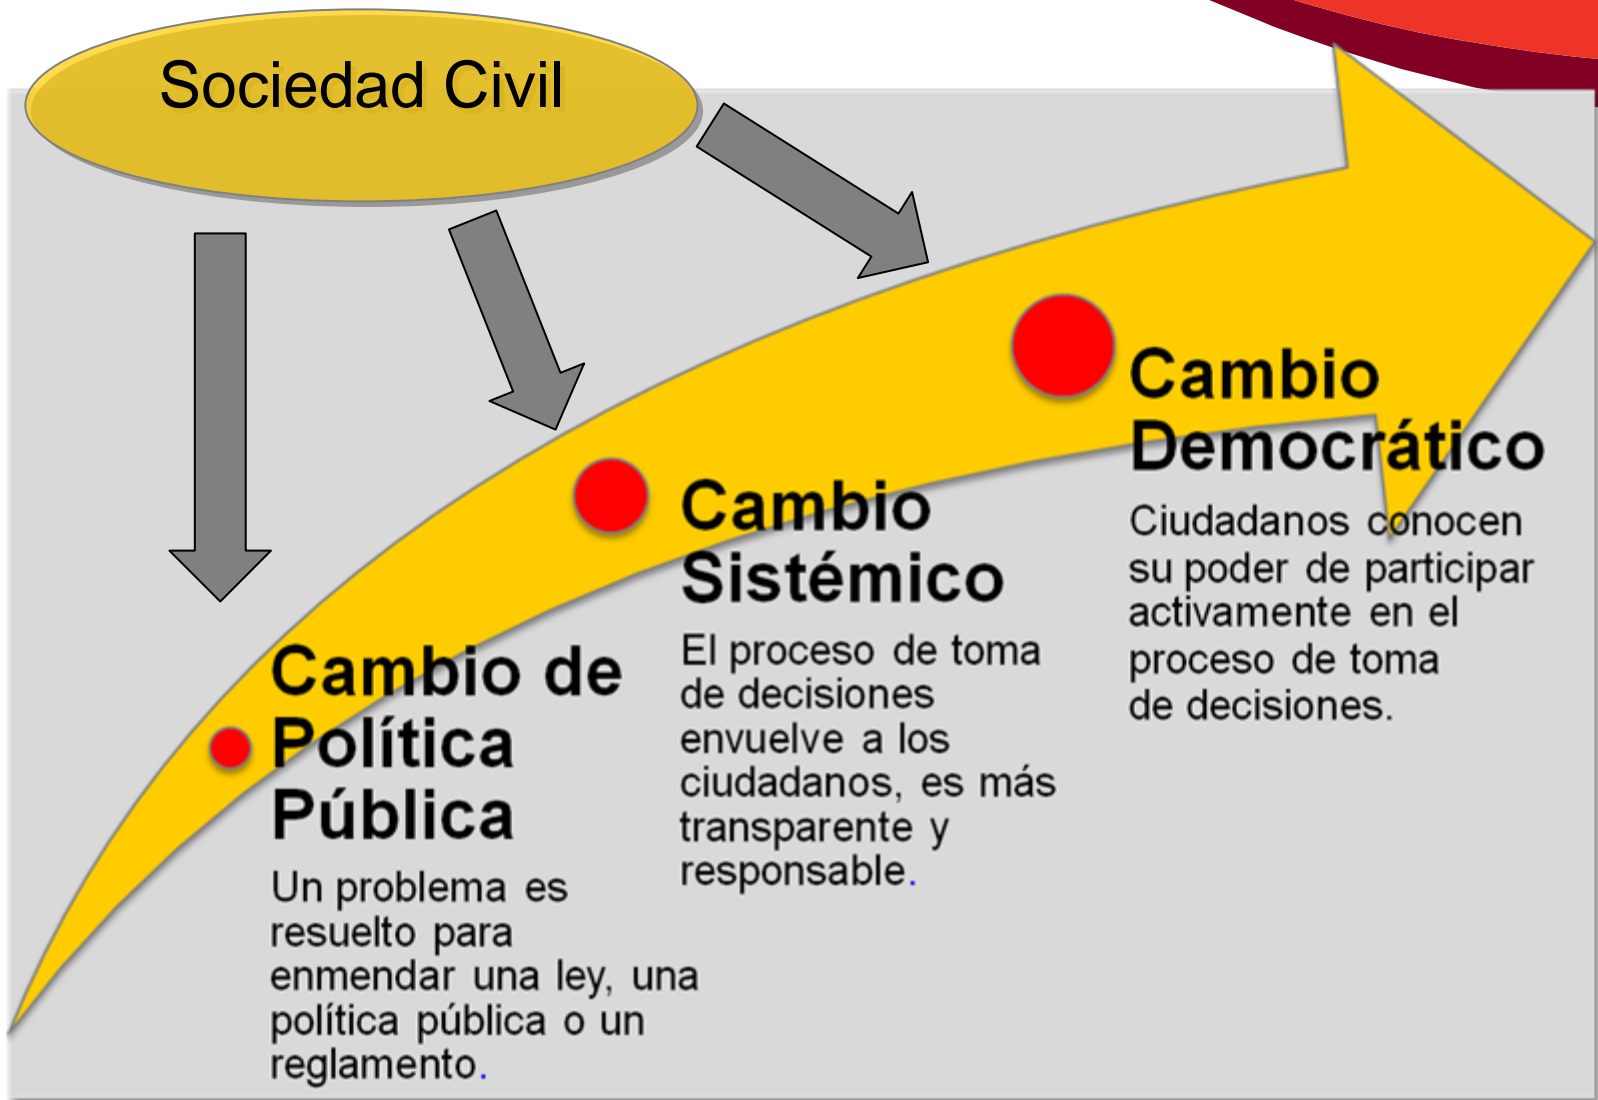 Sociedad Civil
Cambio de
Política
Pública
Un problema es
resuelto para
enmendar una ley, una
política pública o un
reglamento.
Cambio
Sistémico
El proceso de toma
de decisiones
envuelve a los
ciudadanos, es más
transparente y
responsable.
Cambio
Democrático
Ciudadanos conocen
su poder de participar
activamente en el
proceso de toma
de decisiones.